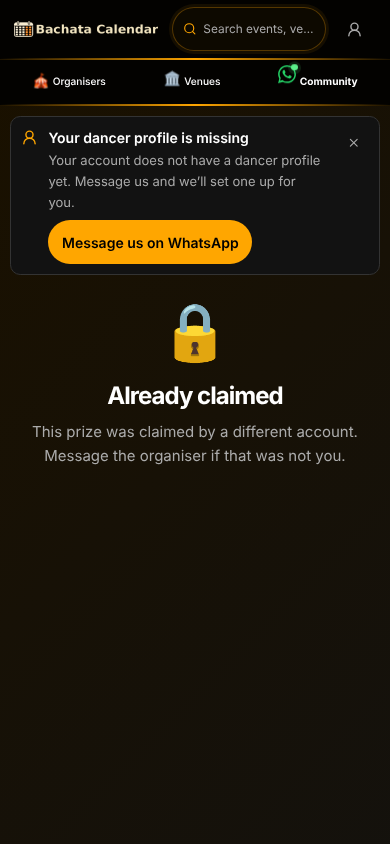 Bachata Calendar
Search events, ve...
Organisers
Venues
Community
Your dancer profile is missing
Your account does not have a dancer profile
yet. Message us and we’ll set one up for
you.
Message us on WhatsApp
Already claimed
This prize was claimed by a different account.
Message the organiser if that was not you.